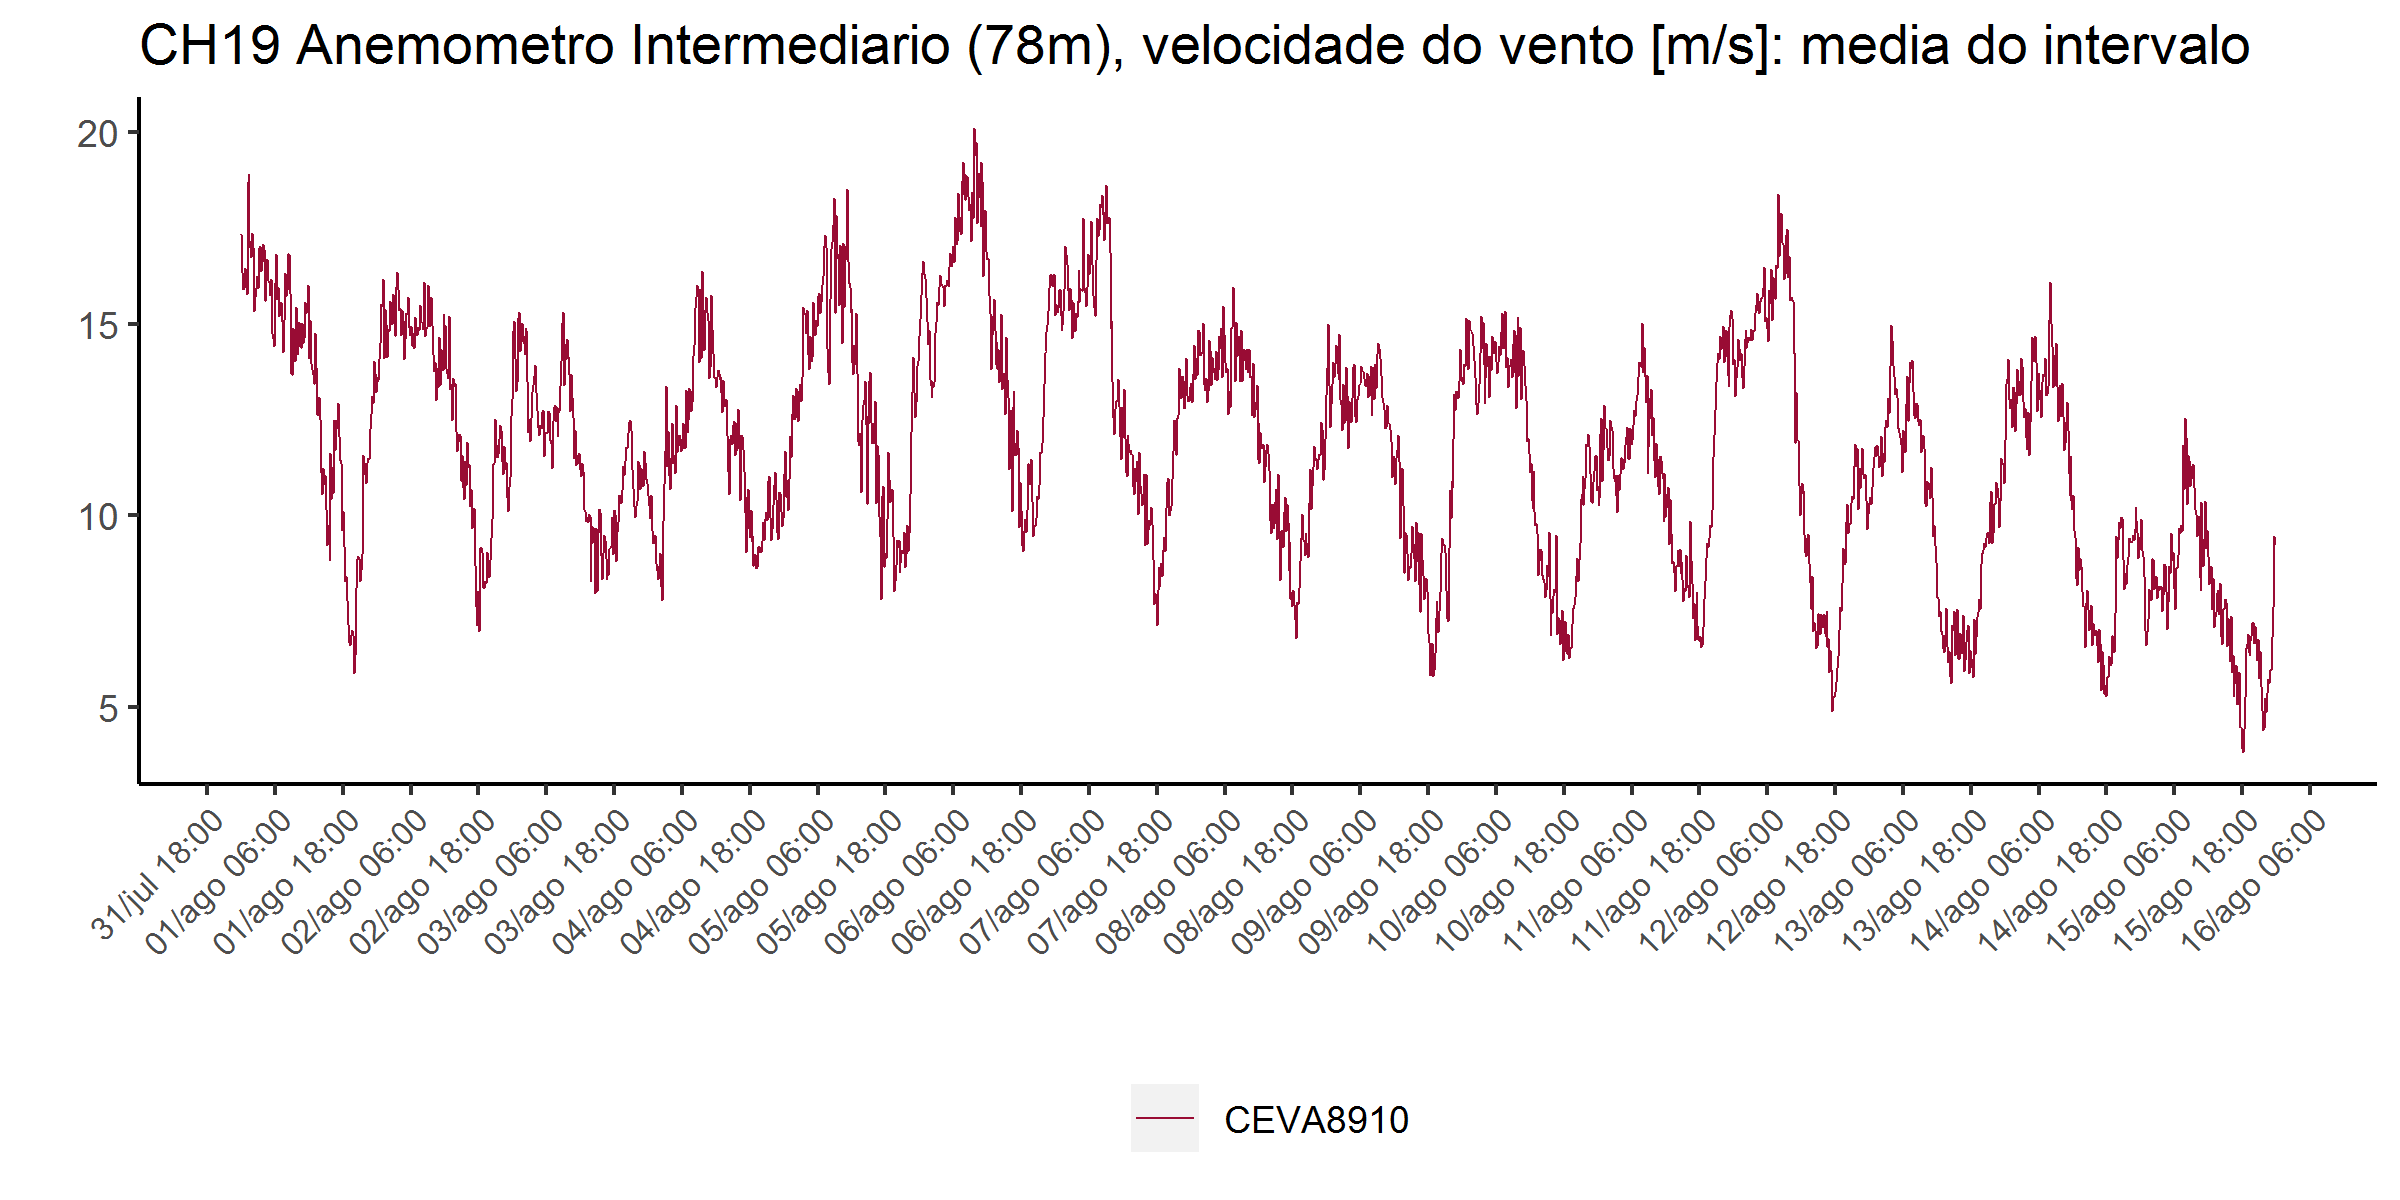 CH19 Anemometro Intermediario (78m), velocidade do vento [m/s]: media do intervalo
20
15
10
5
31/jul 18:00
01/ago 06:00
01/ago 18:00
02/ago 06:00
02/ago 18:00
03/ago 06:00
03/ago 18:00
04/ago 06:00
04/ago 18:00
05/ago 06:00
05/ago 18:00
06/ago 06:00
06/ago 18:00
07/ago 06:00
07/ago 18:00
08/ago 06:00
08/ago 18:00
09/ago 06:00
09/ago 18:00
10/ago 06:00
10/ago 18:00
11/ago 06:00
11/ago 18:00
12/ago 06:00
12/ago 18:00
13/ago 06:00
13/ago 18:00
14/ago 06:00
14/ago 18:00
15/ago 06:00
15/ago 18:00
16/ago 06:00
CEVA8910